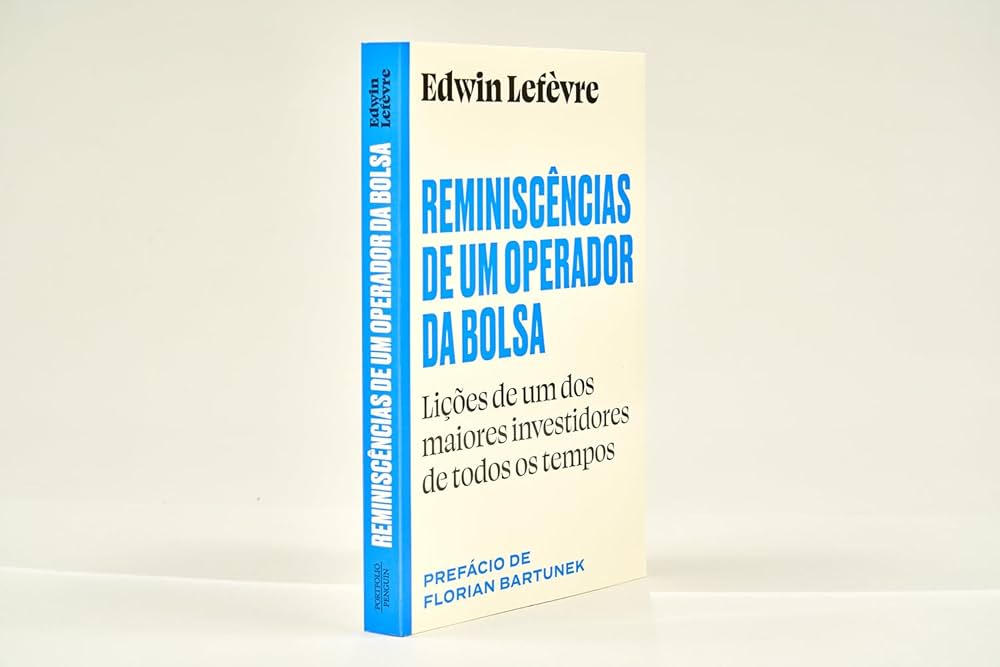 Edwin Lefèvre
REMINISCÊNCIAS
DE UM OPERADOR
DA BOLSA
Lições de um dos
maiores investidores
de todos os tempos
PREFÁCIO DE
FLORIAN BARTUNEK
Edwin
Lefèvre
REMINISCÊNCIAS DE UM OPERADOR DA BOLSA
PORTFOLIO
PENGUIN